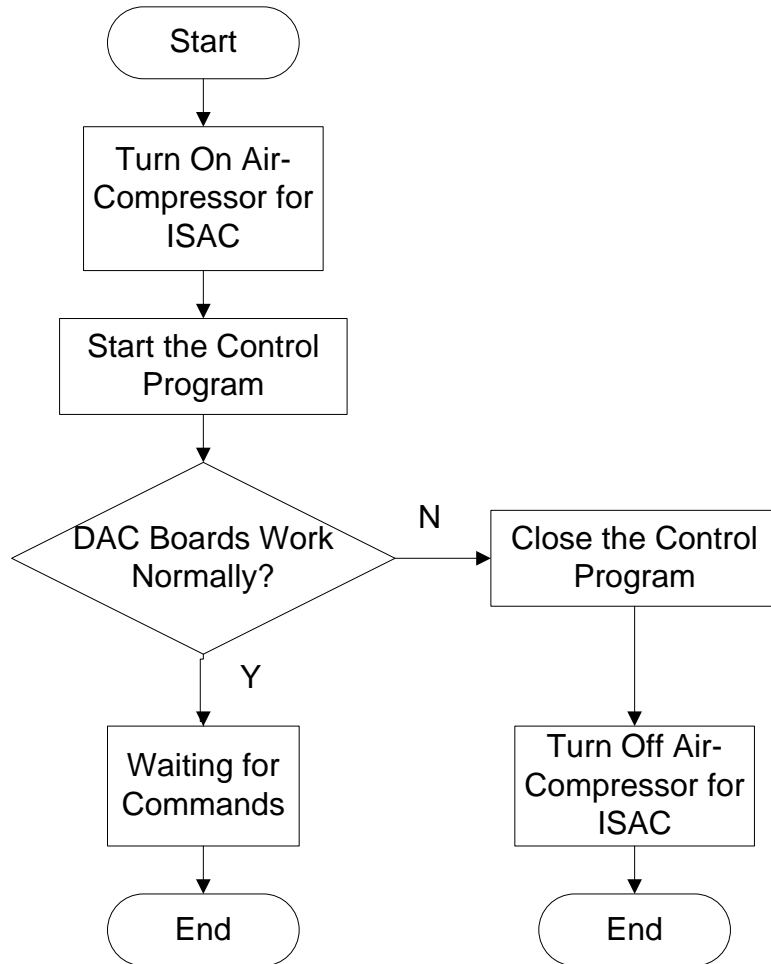 Start
Turn On Air-
Compressor for
ISAC
Start the Control
Program
DAC Boards Work
Normally?
N
Close the Control
Program
Y
Waiting for
Commands
Turn Off Air-
Compressor for
ISAC
End
End